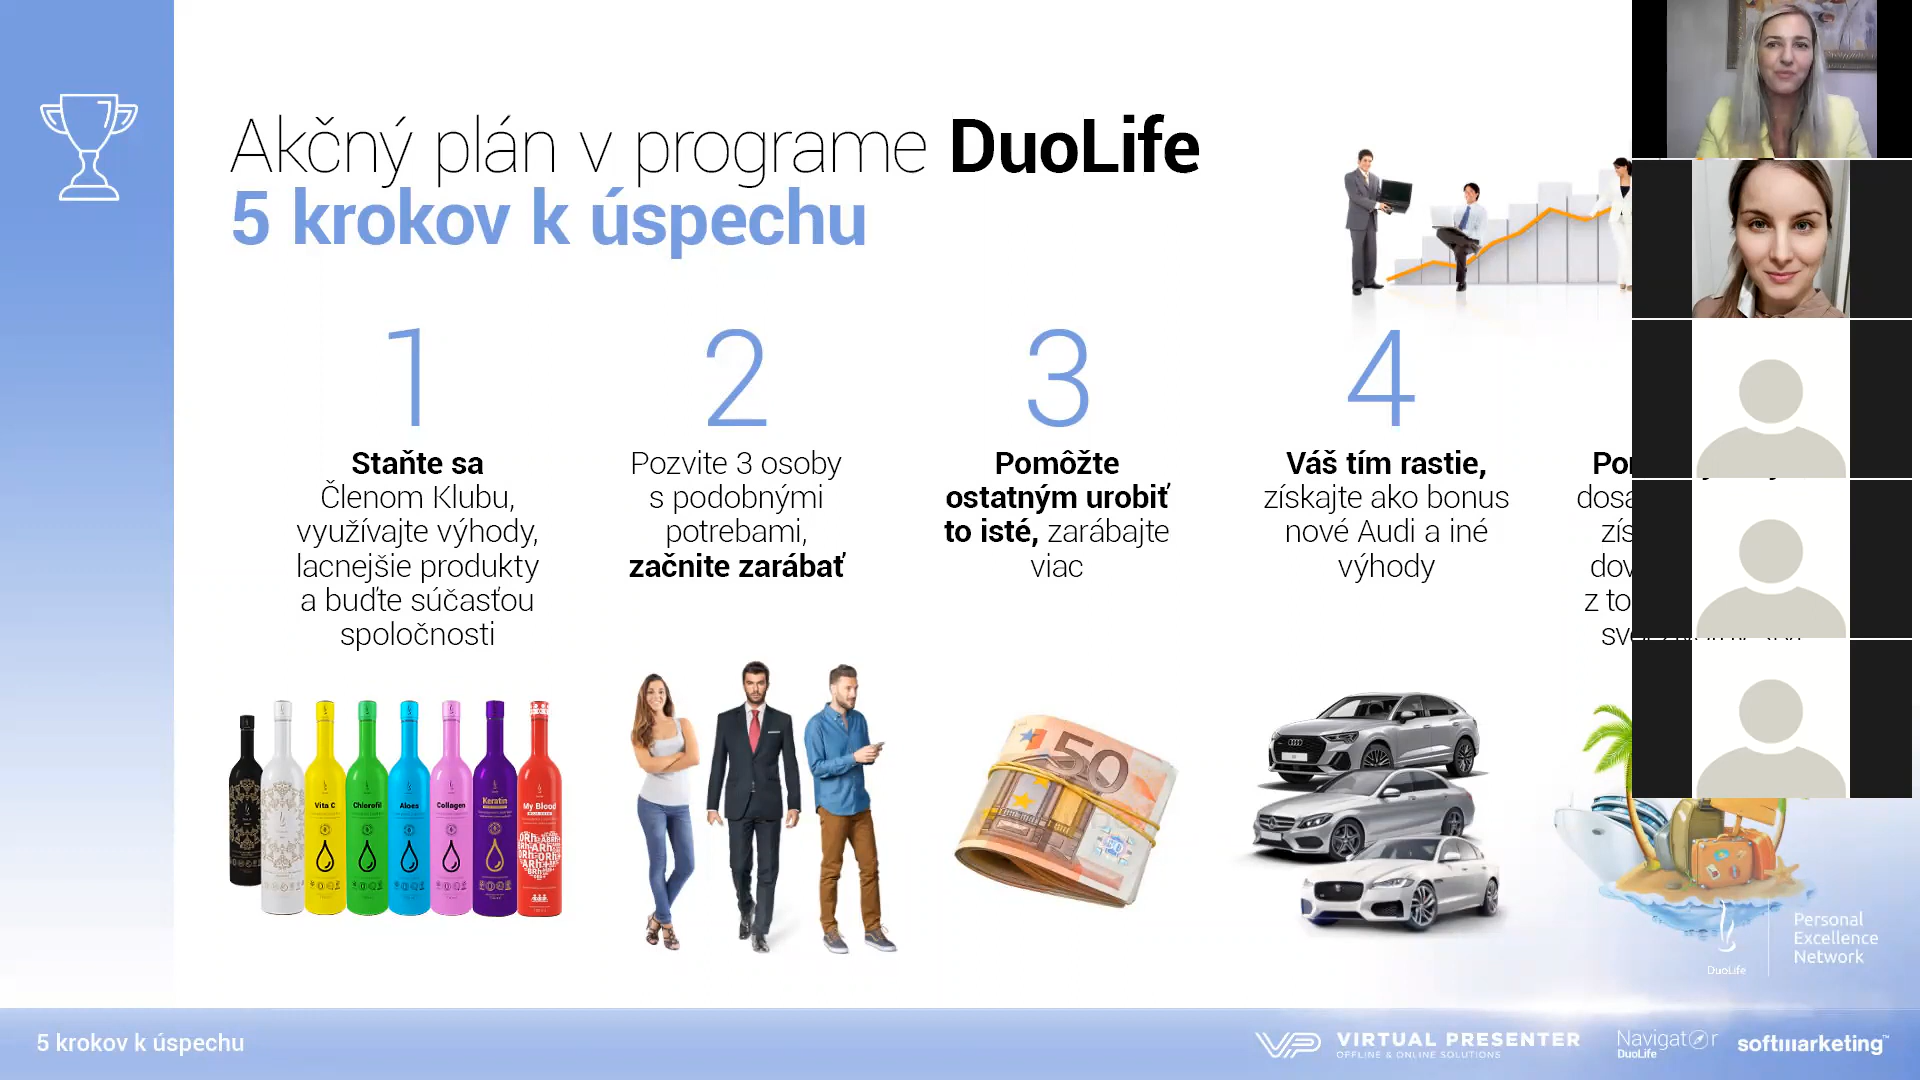 Akčný plán v programe DuoLife
5 krokov k úspechu
1
Staňte sa
Členom Klubu,
využívajte výhody,
lacnejšie produkty
a buďte súčasťou
spoločnosti
2
Pozvite 3 osoby
s podobnými
potrebami,
začnite zarábať
3
Pomôžte
ostatným urobiť
to isté, zarábajte
viac
4
Váš tím rastie,
získajte ako bonus
nové Audi a iné
výhody
Vita C
Chlorofil
Aloes
Collagen
Keratin
My Blood
50
DuoLife
Personal
Excellence
Network
5 krokov k úspechu
VP VIRTUAL PRESENTER
OFFLINE & ONLINE SOLUTIONS
Navigator
DuoLife
softmarketing™